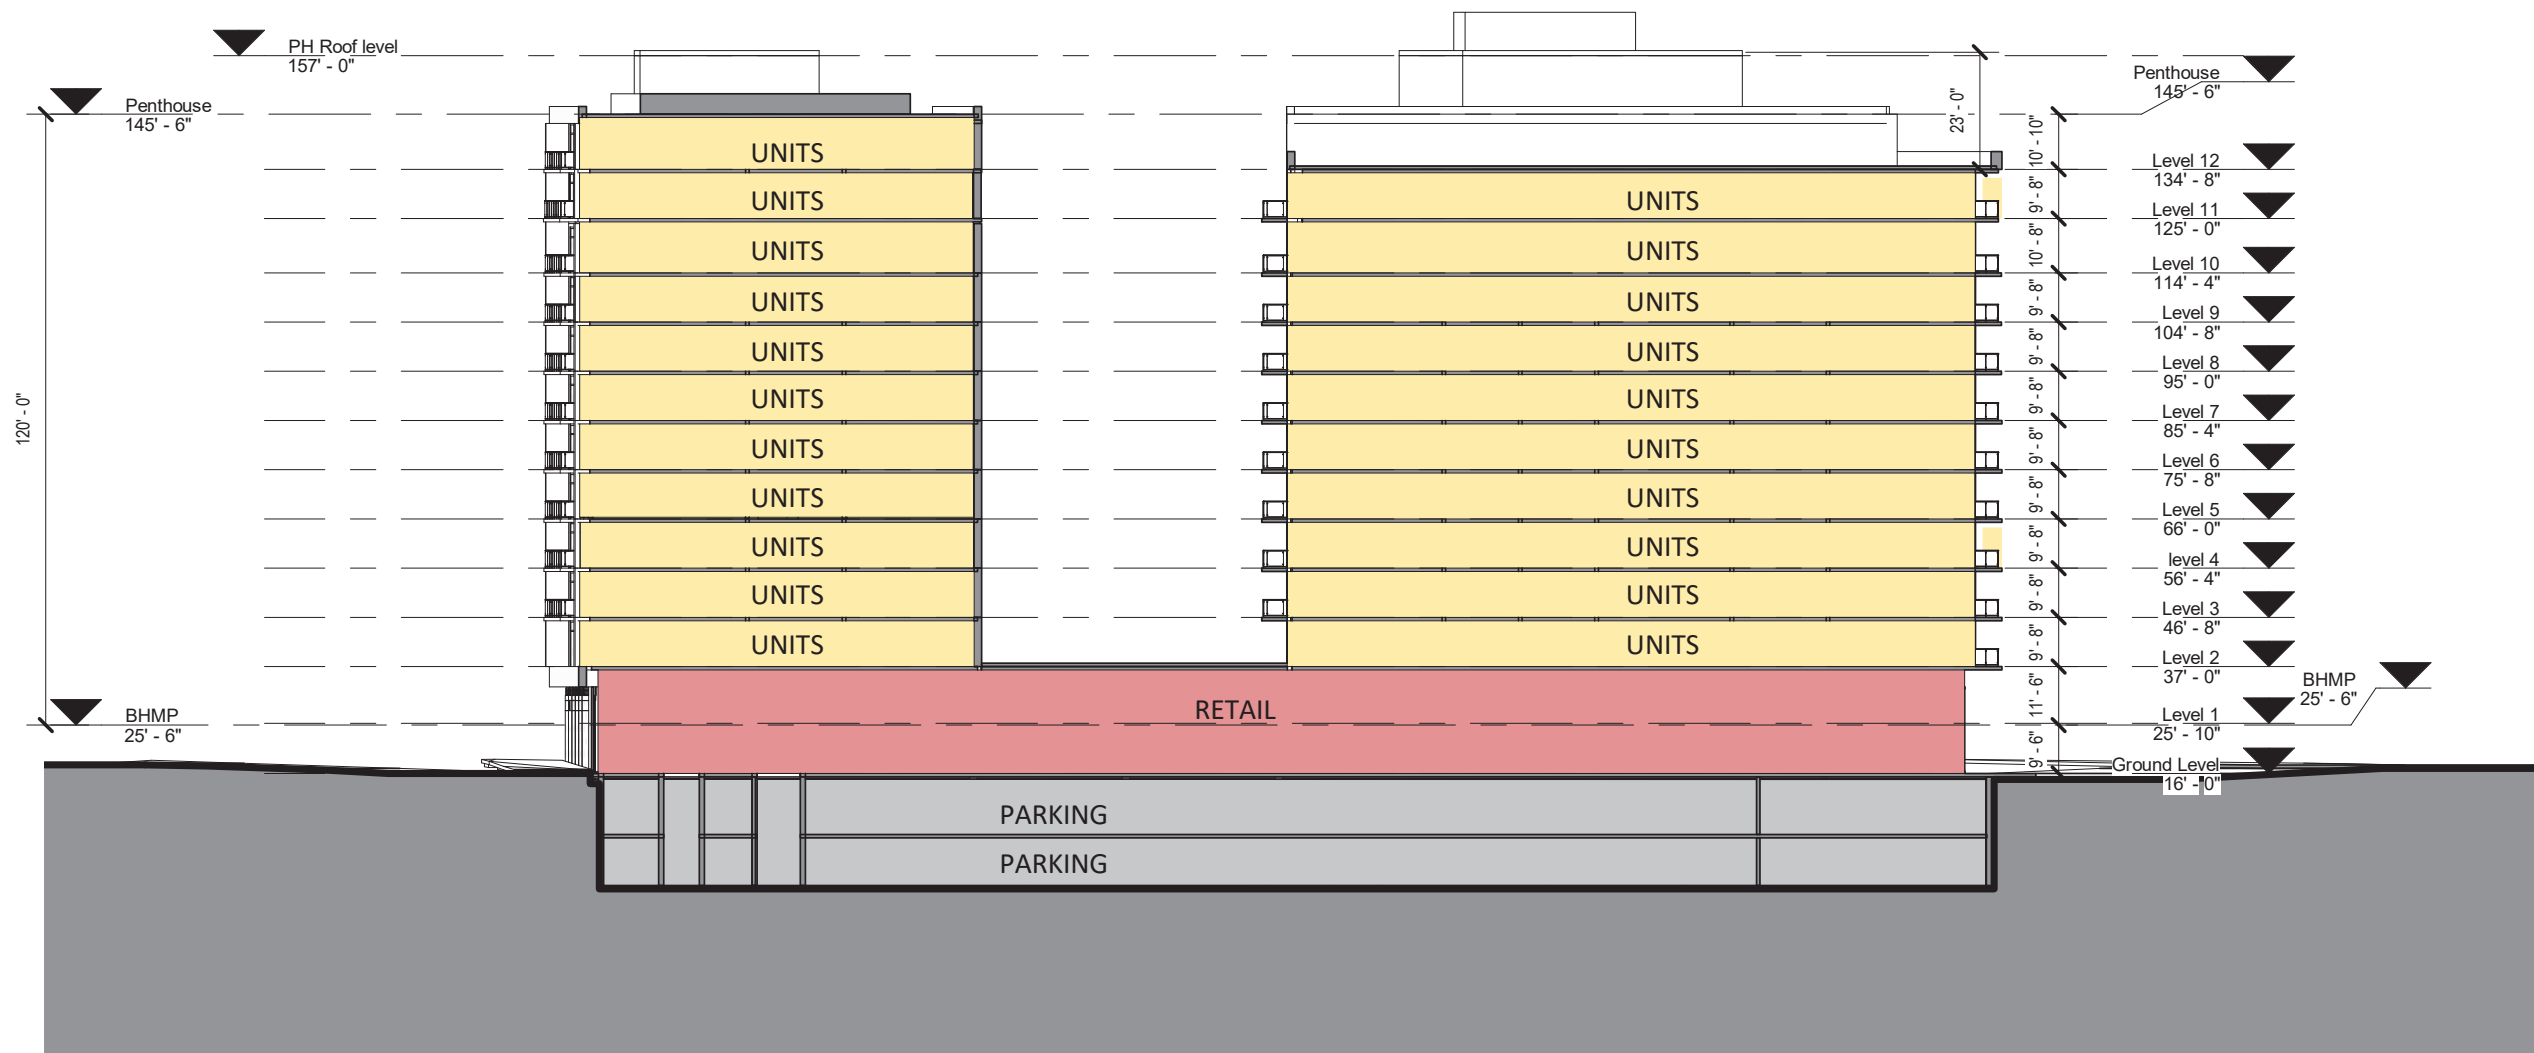 PH Roof level
157' - 0"
Penthouse
145' - 6"
Penthouse
145' - 6"
23' - 0"
10' - 10"
UNITS
Level 12
134' - 8"
UNITS
UNITS
9' - 8"
Level 11
125' - 0"
UNITS
UNITS
10' - 8"
Level 10
114' - 4"
UNITS
UNITS
9' - 8"
Level 9
104' - 8"
UNITS
UNITS
9' - 8"
Level 8
95' - 0"
UNITS
UNITS
9' - 8"
Level 7
85' - 4"
120' - 0"
UNITS
UNITS
9' - 8"
Level 6
75' - 8"
UNITS
UNITS
9' - 8"
Level 5
66' - 0"
UNITS
UNITS
9' - 8"
level 4
56' - 4"
UNITS
UNITS
9' - 8"
Level 3
46' - 8"
UNITS
UNITS
9' - 8"
Level 2
37' - 0"
BHMP
25' - 6"
RETAIL
11' - 6"
BHMP
25' - 6"
Level 1
25' - 10"
9' - 6"
Ground Level
16' - 0"
PARKING
PARKING